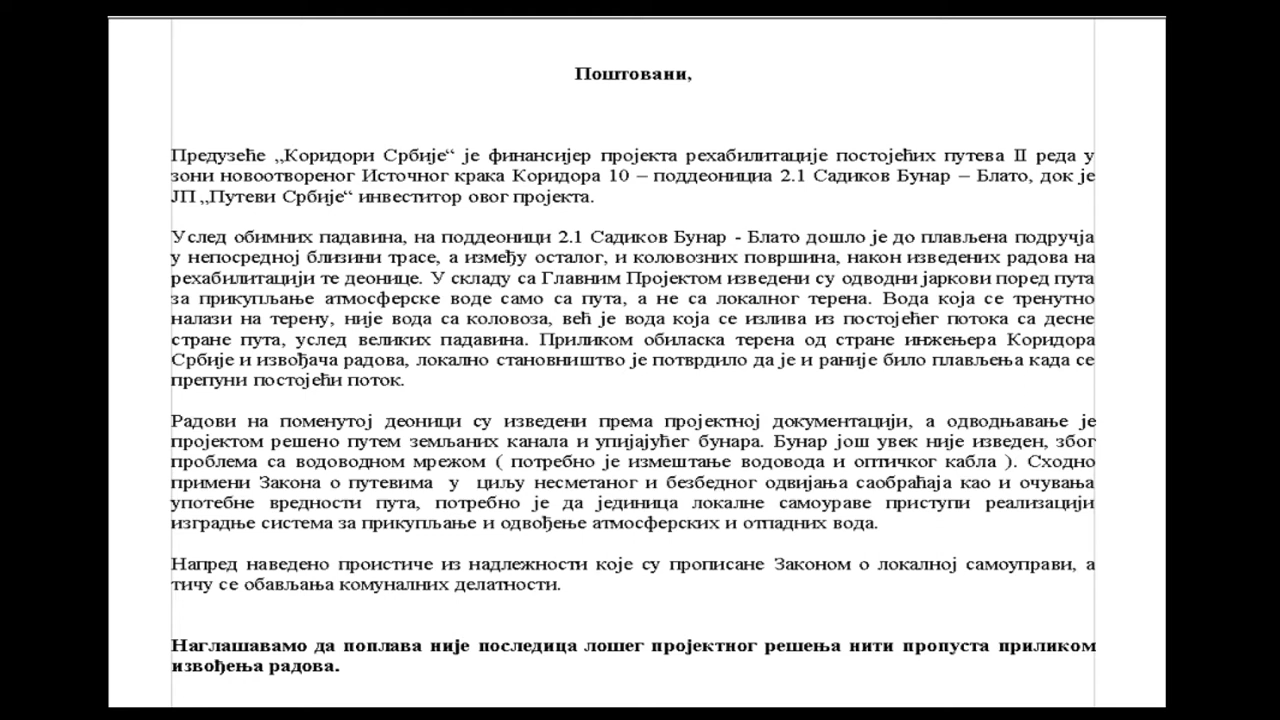 Поштовани,
Предузеће „Коридори Србије“ је финансијер пројекта рехабилитације постојећих путева II реда у
зони новоотвореног Источног крака Коридора 10 – поддеонициа 2.1 Садиков Бунар – Блато, док је
ЈП „Путеви Србије“ инвеститор овог пројекта.
Услед обимних падавина, на поддеоници 2.1 Садиков Бунар - Блато дошло је до плављена подручја
у непосредној близини трасе, а између осталог, и коловозних површина, након изведених радова на
рехабилитацији те деонице. У складу са Главним Пројектом изведени су одводни јаркови поред пута
за прикупљање атмосферске воде само са пута, а не са локалног терена. Вода која се тренутно
налази на терену, није вода са коловоза, већ је вода која се излива из постојећег потока са десне
стране пута, услед великих падавина. Приликом обиласка терена од стране инжењера Коридора
Србије и извођача радова, локално становништво је потврдило да је и раније било плављења када се
препуни постојећи поток.
Радови на поменутој деоници су изведени према пројектној документацији, а одводњавање је
пројектом решено путем земљаних канала и упијајућег бунара. Бунар још увек није изведен, због
проблема са водоводном мрежом ( потребно је измештање водовода и оптичког кабла ). Сходно
примени Закона о путевима у циљу несметаног и безбедног одвијања саобраћаја као и очувања
употебне вредности пута, потребно је да јединица локалне самоураве приступи реализацији
изградње система за прикупљање и одвођење атмосферских и отпадних вода.
Напред наведено проистиче из надлежности које су прописане Законом о локалној самоуправи, а
тичу се обављања комуналних делатности.
Наглашавамо да поплава није последица лошег пројектног решења нити пропуста приликом
извођења радова.